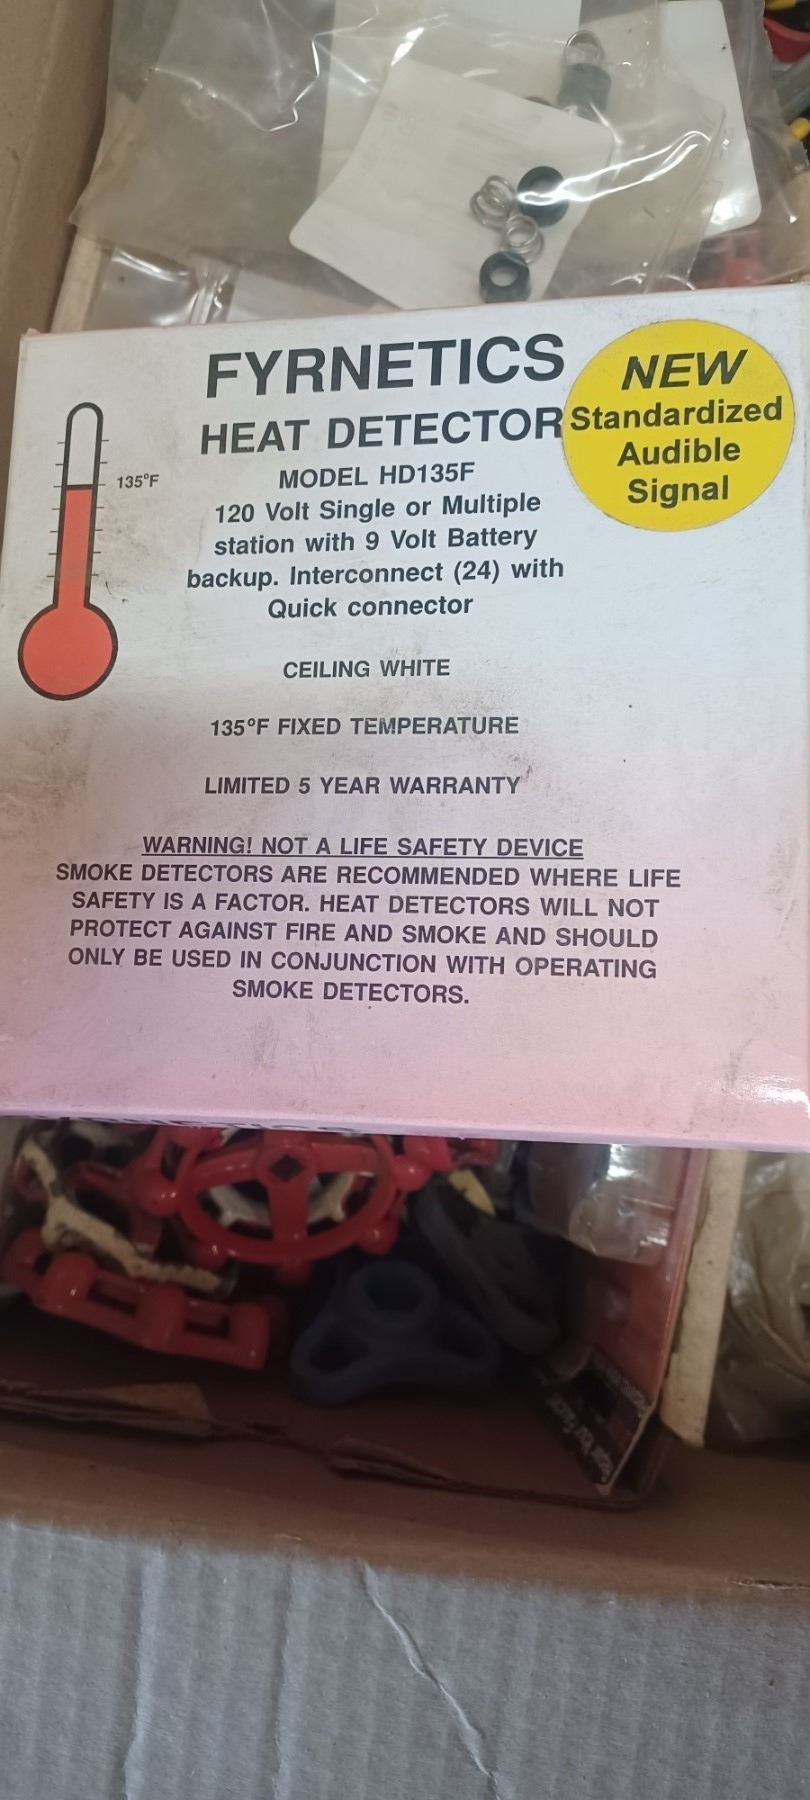 FYRNETICS
HEAT DETECTOR
MODEL HD135F
120 Volt Single or Multiple
station with 9 Volt Battery
backup. Interconnect (24) with
Quick connector
CEILING WHITE
135°F FIXED TEMPERATURE
LIMITED 5 YEAR WARRANTY
WARNING! NOT A LIFE SAFETY DEVICE
SMOKE DETECTORS ARE RECOMMENDED WHERE LIFE
SAFETY IS A FACTOR. HEAT DETECTORS WILL NOT
PROTECT AGAINST FIRE AND SMOKE AND SHOULD
ONLY BE USED IN CONJUNCTION WITH OPERATING
SMOKE DETECTORS.
135°F
NEW
Standardized
Audible
Signal